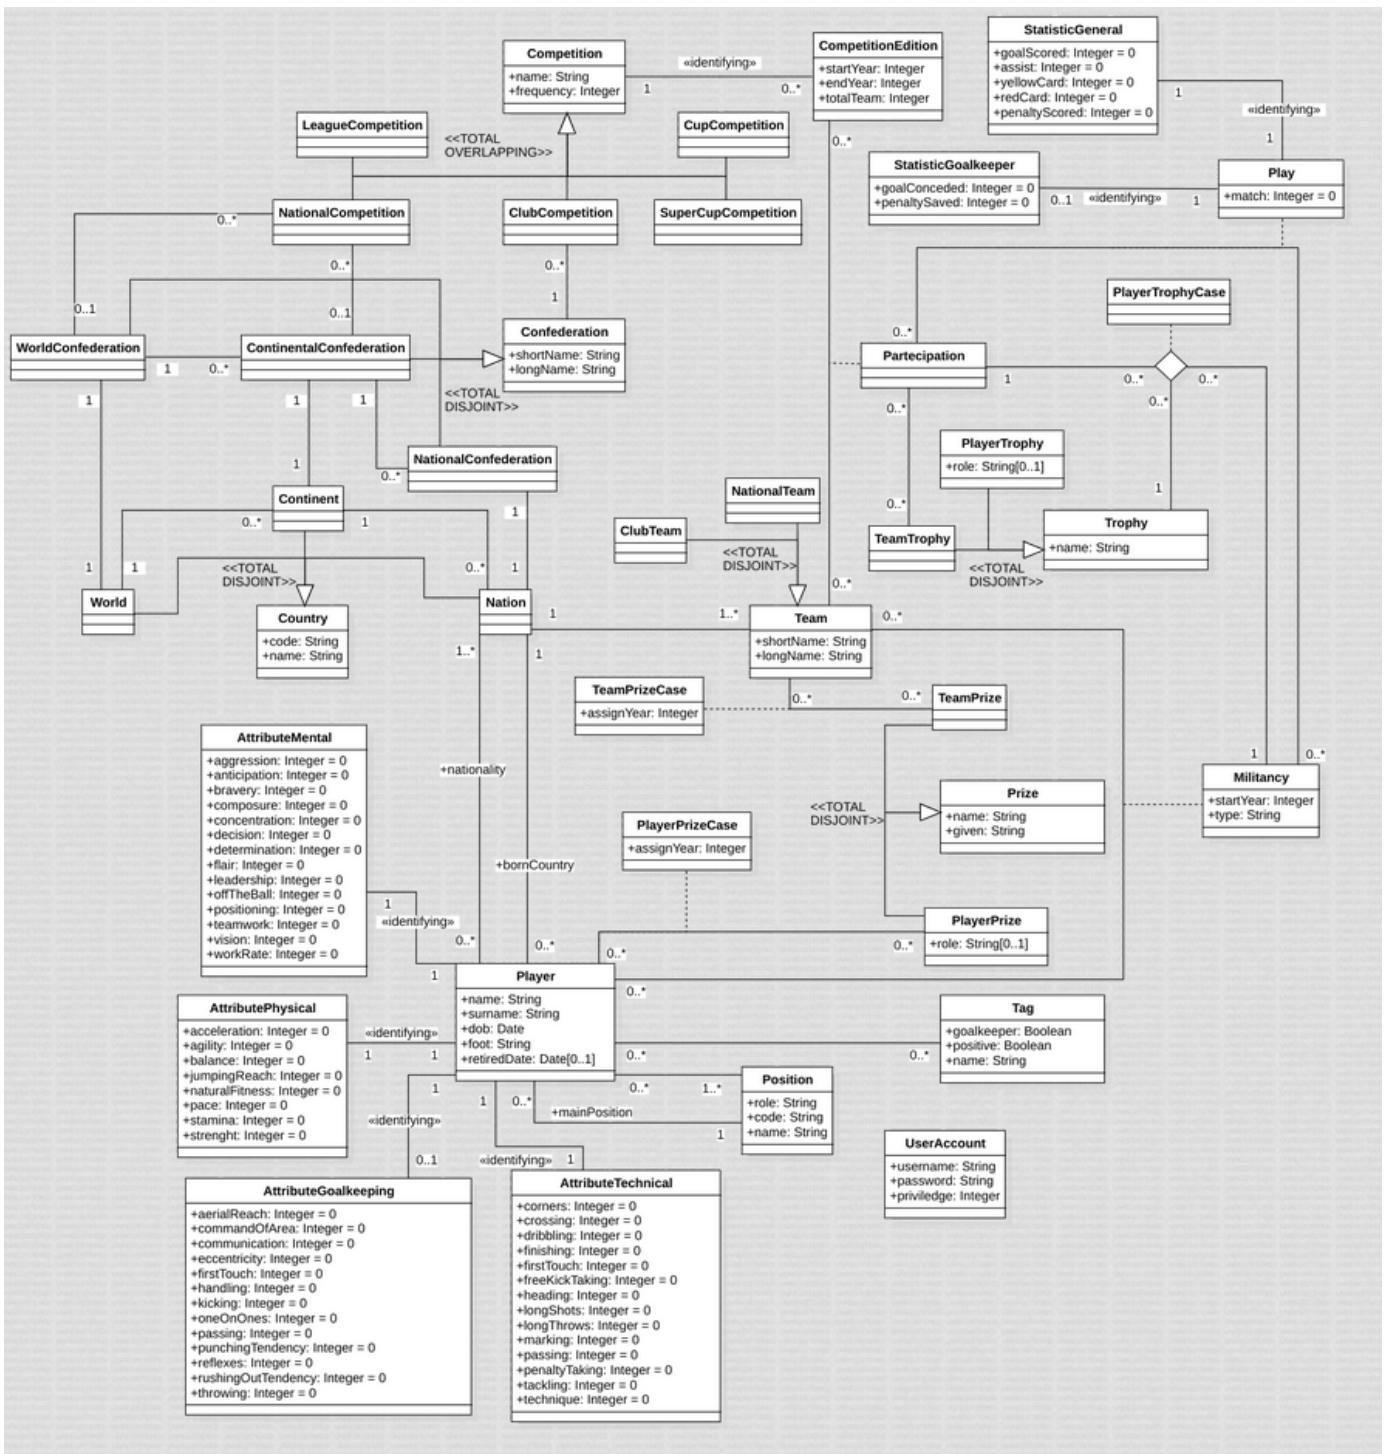 StatisticGeneral
+goalScored: Integer = 0
+assist: Integer = 0
+yellowCard: Integer = 0
+redCard: Integer = 0
+penaltyScored: Integer = 0
Competition
+name: String
+frequency: Integer
«identifying»
1
0..*
CompetitionEdition
+startYear: Integer
+endYear: Integer
+totalTeam: Integer
1
«identifying»
1
LeagueCompetition
<<TOTAL
OVERLAPPING>>
CupCompetition
0..*
StatisticGoalkeeper
+goalConceded: Integer = 0
+penaltySaved: Integer = 0
0..1
«identifying»
1
Play
+match: Integer = 0
NationalCompetition
ClubCompetition
SuperCupCompetition
0..*
0..*
0..*
0..1
0..1
1
PlayerTrophyCase
WorldConfederation
1
0..*
ContinentalConfederation
Confederation
+shortName: String
+longName: String
<<TOTAL
DISJOINT>>
0..*
Partecipation
1
0..*
0..*
0..*
0..*
1
1
1
1
0..*
NationalConfederation
PlayerTrophy
+role: String[0..1]
0..*
1
Continent
0..*
1
1
NationalTeam
ClubTeam
<<TOTAL
DISJOINT>>
TeamTrophy
<<TOTAL
DISJOINT>>
Trophy
+name: String
1
1
<<TOTAL
DISJOINT>>
0..*
1
0..*
World
Country
+code: String
+name: String
Nation
1
1..*
1..*
1
Team
+shortName: String
+longName: String
0..*
TeamPrizeCase
+assignYear: Integer
0..*
0..*
TeamPrize
AttributeMental
+aggression: Integer = 0
+anticipation: Integer = 0
+bravery: Integer = 0
+composure: Integer = 0
+concentration: Integer = 0
+decision: Integer = 0
+determination: Integer = 0
+flair: Integer = 0
+leadership: Integer = 0
+offTheBall: Integer = 0
+positioning: Integer = 0
+teamwork: Integer = 0
+vision: Integer = 0
+workRate: Integer = 0
+nationality
+bornCountry
1
0..*
Militancy
+startYear: Integer
+type: String
<<TOTAL
DISJOINT>>
Prize
+name: String
+given: String
PlayerPrizeCase
+assignYear: Integer
1
«identifying»
1
0..*
0..*
0..*
0..*
PlayerPrize
+role: String[0..1]
Player
+name: String
+surname: String
+dob: Date
+foot: String
+retiredDate: Date[0..1]
0..*
AttributePhysical
+acceleration: Integer = 0
+agility: Integer = 0
+balance: Integer = 0
+jumpingReach: Integer = 0
+naturalFitness: Integer = 0
+pace: Integer = 0
+stamina: Integer = 0
+strenght: Integer = 0
«identifying»
1
1
0..*
0..*
Tag
+goalkeeper: Boolean
+positive: Boolean
+name: String
1
«identifying»
0..1
1
0..*
+mainPosition
0..*
1..*
1
Position
+role: String
+code: String
+name: String
«identifying»
1
UserAccount
+username: String
+password: String
+priviledge: Integer
AttributeGoalkeeping
+aerialReach: Integer = 0
+commandOfArea: Integer = 0
+communication: Integer = 0
+eccentricity: Integer = 0
+firstTouch: Integer = 0
+handling: Integer = 0
+kicking: Integer = 0
+oneOnOnes: Integer = 0
+passing: Integer = 0
+punchingTendency: Integer = 0
+reflexes: Integer = 0
+rushingOutTendency: Integer = 0
+throwing: Integer = 0
AttributeTechnical
+corners: Integer = 0
+crossing: Integer = 0
+dribbling: Integer = 0
+finishing: Integer = 0
+firstTouch: Integer = 0
+freeKickTaking: Integer = 0
+heading: Integer = 0
+longShots: Integer = 0
+longThrows: Integer = 0
+marking: Integer = 0
+passing: Integer = 0
+penaltyTaking: Integer = 0
+tackling: Integer = 0
+technique: Integer = 0